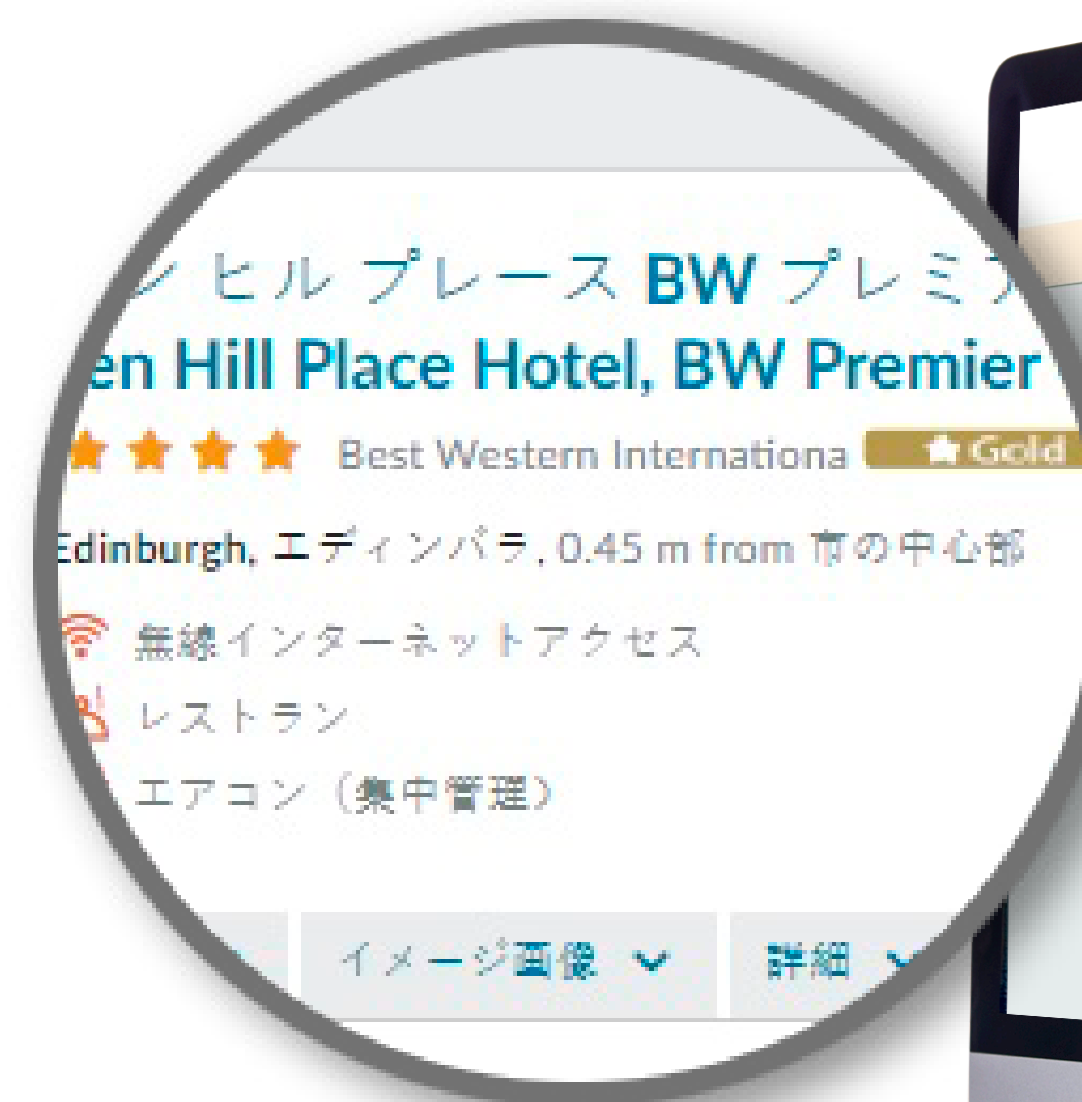 ン ヒル プレース BW プレミア
en Hill Place Hotel, BW Premier
Best Western Internationa Gold
Edinburgh, エディンバラ, 0.45 m from 市の中心部
無線インターネットアクセス
レストラン
エアコン（集中管理）
イメージ画像 詳細